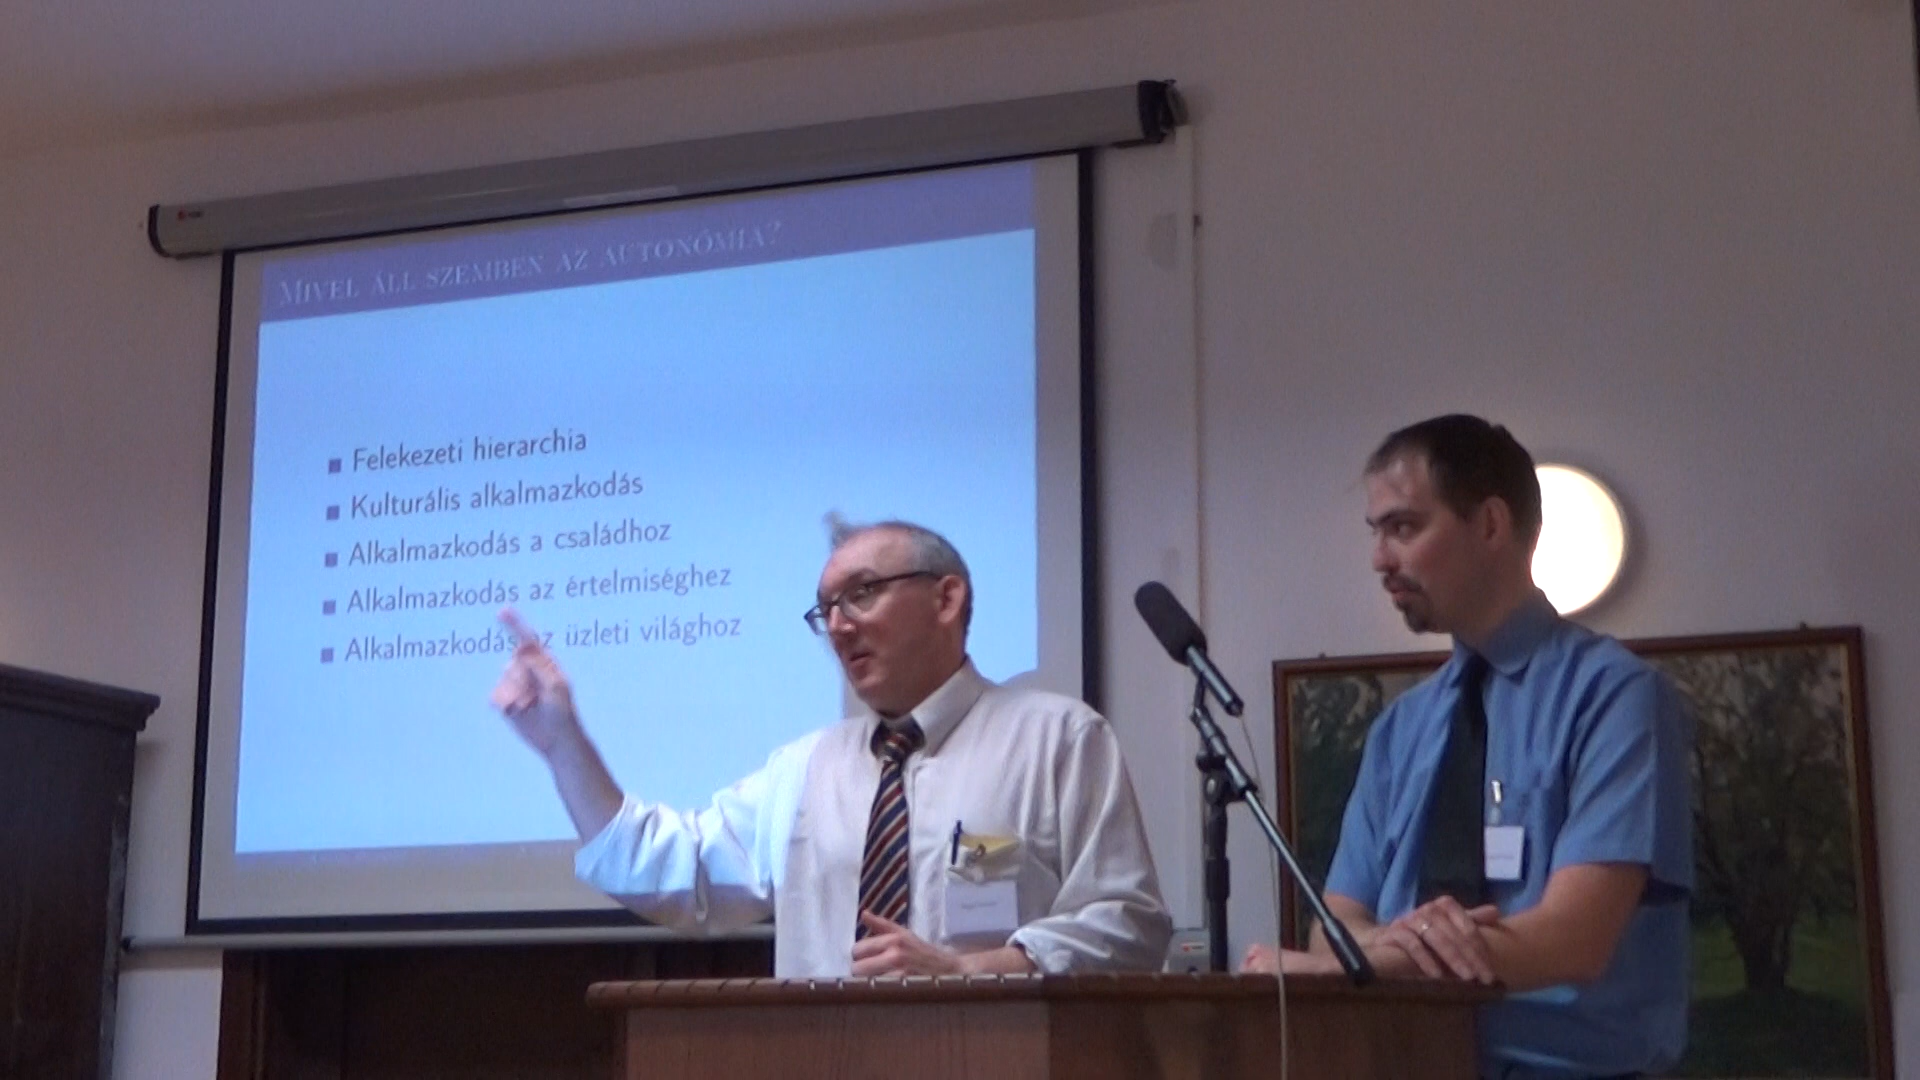 Mivel áll szemben az autonómia?
Felekezeti hierarchia
Kulturális alkalmazkodás
Alkalmazkodás a családhoz
Alkalmazkodás az értelmiséghez
Alkalmazkodás az üzleti világhoz